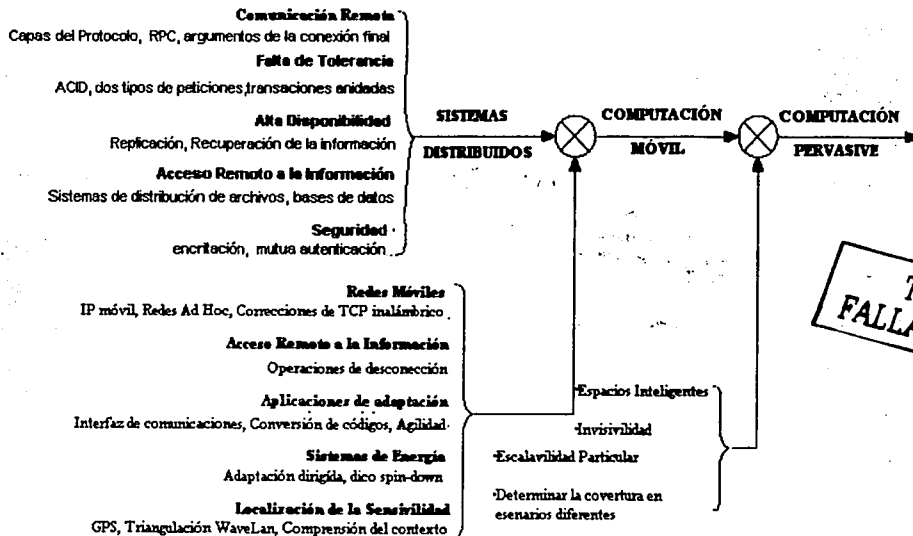 Comunicación Remota
Capas del Protocolo, RPC, argumentos de la conexión final
Falta de Tolerancia
ACID, dos tipos de peticiones,transaciones anidadas
Alta Disponibilidad
Replicación, Recuperación de la información
Acceso Remoto a la Información
Sistemas de distribución de archivos, bases de datos
Seguridad
encritación, mutua autenticación
SISTEMAS
DISTRIBUIDOS
COMPUTACIÓN
MÓVIL
COMPUTACIÓN
PERVASIVE
Redes Móviles
IP móvil, Redes Ad Hoc, Correcciones de TCP inalámbrico
Acceso Remoto a la Información
Operaciones de desconección
Aplicaciones de adaptación
Interfaz de comunicaciones, Conversión de códigos, Agilidad
Sistemas de Energía
Adaptación dirigída, dico spin-down
Localización de la Sensivilidad
GPS, Triangulación WaveLan, Comprensión del contexto
·Espacios Inteligentes
·Invisivilidad
·Escalavilidad Particular
·Determinar la covertura en
esenarios diferentes
T
FALLA